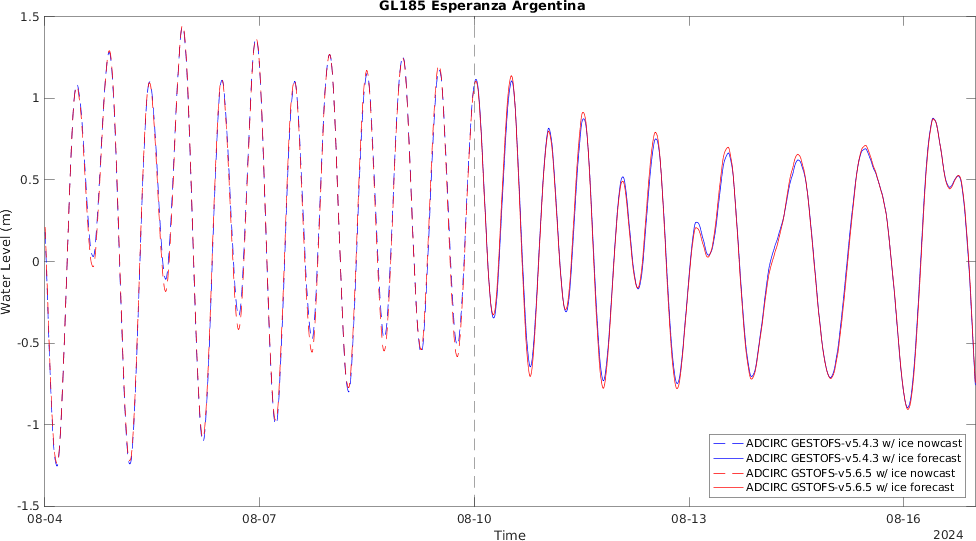 GL185 Esperanza Argentina
1.5
1
0.5
0
-0.5
-1
-1.5
Water Level (m)
08-04
08-07
08-10
08-13
08-16
Time
2024
ADCIRC GESTOFS-v5.4.3 w/ ice nowcast
ADCIRC GESTOFS-v5.4.3 w/ ice forecast
ADCIRC GSTOFS-v5.6.5 w/ ice nowcast
ADCIRC GSTOFS-v5.6.5 w/ ice forecast